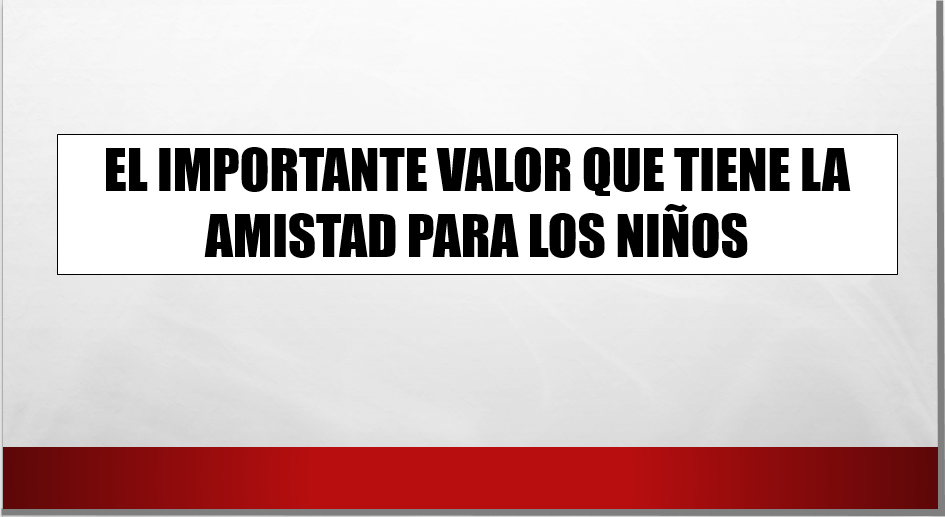 EL IMPORTANTE VALOR QUE TIENE LA
AMISTAD PARA LOS NIÑOS